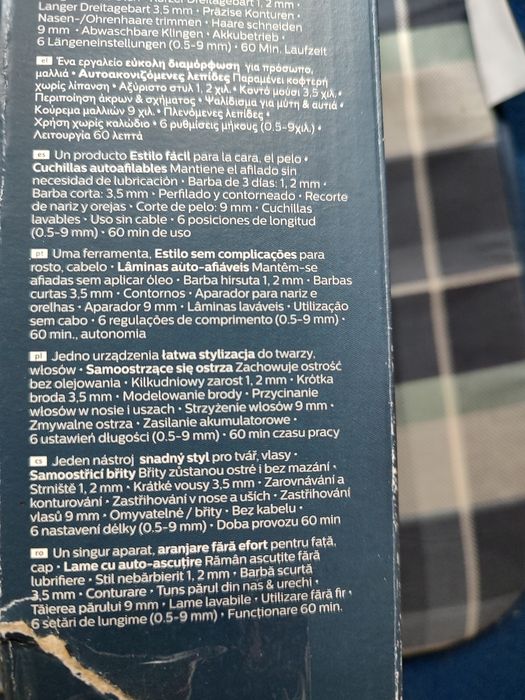 Langer Dreitagebart 3,5 mm • Präzise Konturen •
Nasen-/Ohrenhaare trimmen • Haare schneiden
9 mm • Abwaschbare Klingen • Akkubetrieb •
6 Längeneinstellungen (0.5-9 mm) • 60 Min. Laufzeit
el Ένα εργαλείο εύκολη διαμόρφωση για πρόσωπο,
μαλλιά • Αυτοακονιζόμενες λεπίδες Παραμένει κοφτερή
χωρίς λίπανση • Αξύριστο στυλ 1, 2 χιλ. • Κοντό μούσι 3,5 χιλ. •
Περιποίηση άκρων & σχήματος • Ψαλίδισμα για μύτη & αυτιά •
Κούρεμα μαλλιών 9 χιλ. • Πλενόμενες λεπίδες •
Χρήση χωρίς καλώδιο • 6 ρυθμίσεις μήκους (0.5-9χιλ.) •
Λειτουργία 60 λεπτά
es Un producto Estilo fácil para la cara, el pelo •
Cuchillas autoafilables Mantiene el afilado sin
necesidad de lubricación • Barba de 3 días: 1, 2 mm •
Barba corta: 3,5 mm • Perfilado y contorneado • Recorte
de nariz y orejas • Corte de pelo: 9 mm • Cuchillas
lavables • Uso sin cable • 6 posiciones de longitud
(0.5-9 mm) • 60 min de uso
pt Uma ferramenta, Estilo sem complicações para
rosto, cabelo • Lâminas auto-afiáveis Mantêm-se
afiadas sem aplicar óleo • Barba hirsuta 1, 2 mm • Barbas
curtas 3,5 mm • Contornos • Aparador para nariz e
orelhas • Aparador 9 mm • Lâminas laváveis • Utilização
sem cabo • 6 regulações de comprimento (0.5-9 mm) •
60 min., autonomia
pl Jedno urządzenia łatwa stylizacja do twarzy,
włosów • Samoostrzące się ostrza Zachowuje ostrość
bez olejowania • Kilkudniowy zarost 1, 2 mm • Krótka
broda 3,5 mm • Modelowanie brody • Przycinanie
włosów w nosie i uszach • Strzyżenie włosów 9 mm •
Zmywalne ostrza • Zasilanie akumulatorowe •
6 ustawień długości (0.5-9 mm) • 60 min czasu pracy
cs Jeden nástroj snadný styl pro tvář, vlasy •
Samoostřicí břity Břity zůstanou ostré i bez mazání •
Strniště 1, 2 mm • Krátké vousy 3,5 mm • Zarovnávání a
konturování • Zastřihování v nose a uších • Zastřihování
vlasů 9 mm • Omyvatelné / břity • Bez kabelu •
6 nastavení délky (0.5-9 mm) • Doba provozu 60 min
ro Un singur aparat, aranjare fără efort pentru față,
cap • Lame cu auto-ascuțire Rămân ascuțite fără
lubrifiere • Stil nebărbierit 1, 2 mm • Barbă scurtă
3,5 mm • Conturare • Tuns părul din nas & urechi •
Tăierea părului 9 mm • Lame lavabile • Utilizare fără fir •
6 setări de lungime (0.5-9 mm) • Funcționare 60 min.